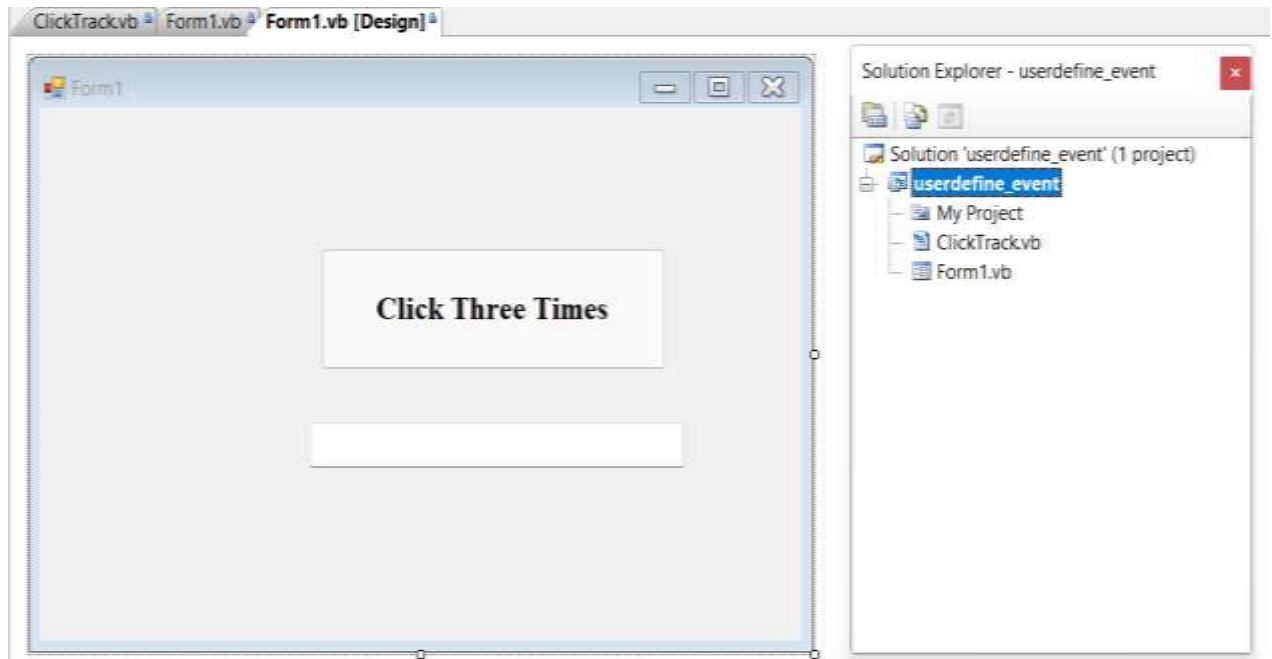 ClickTrack.vb Form1.vb Form1.vb [Design]
Form1
Click Three Times
Solution Explorer - userdefine_event
Solution 'userdefine_event' (1 project)
userdefine_event
My Project
ClickTrack.vb
Form1.vb